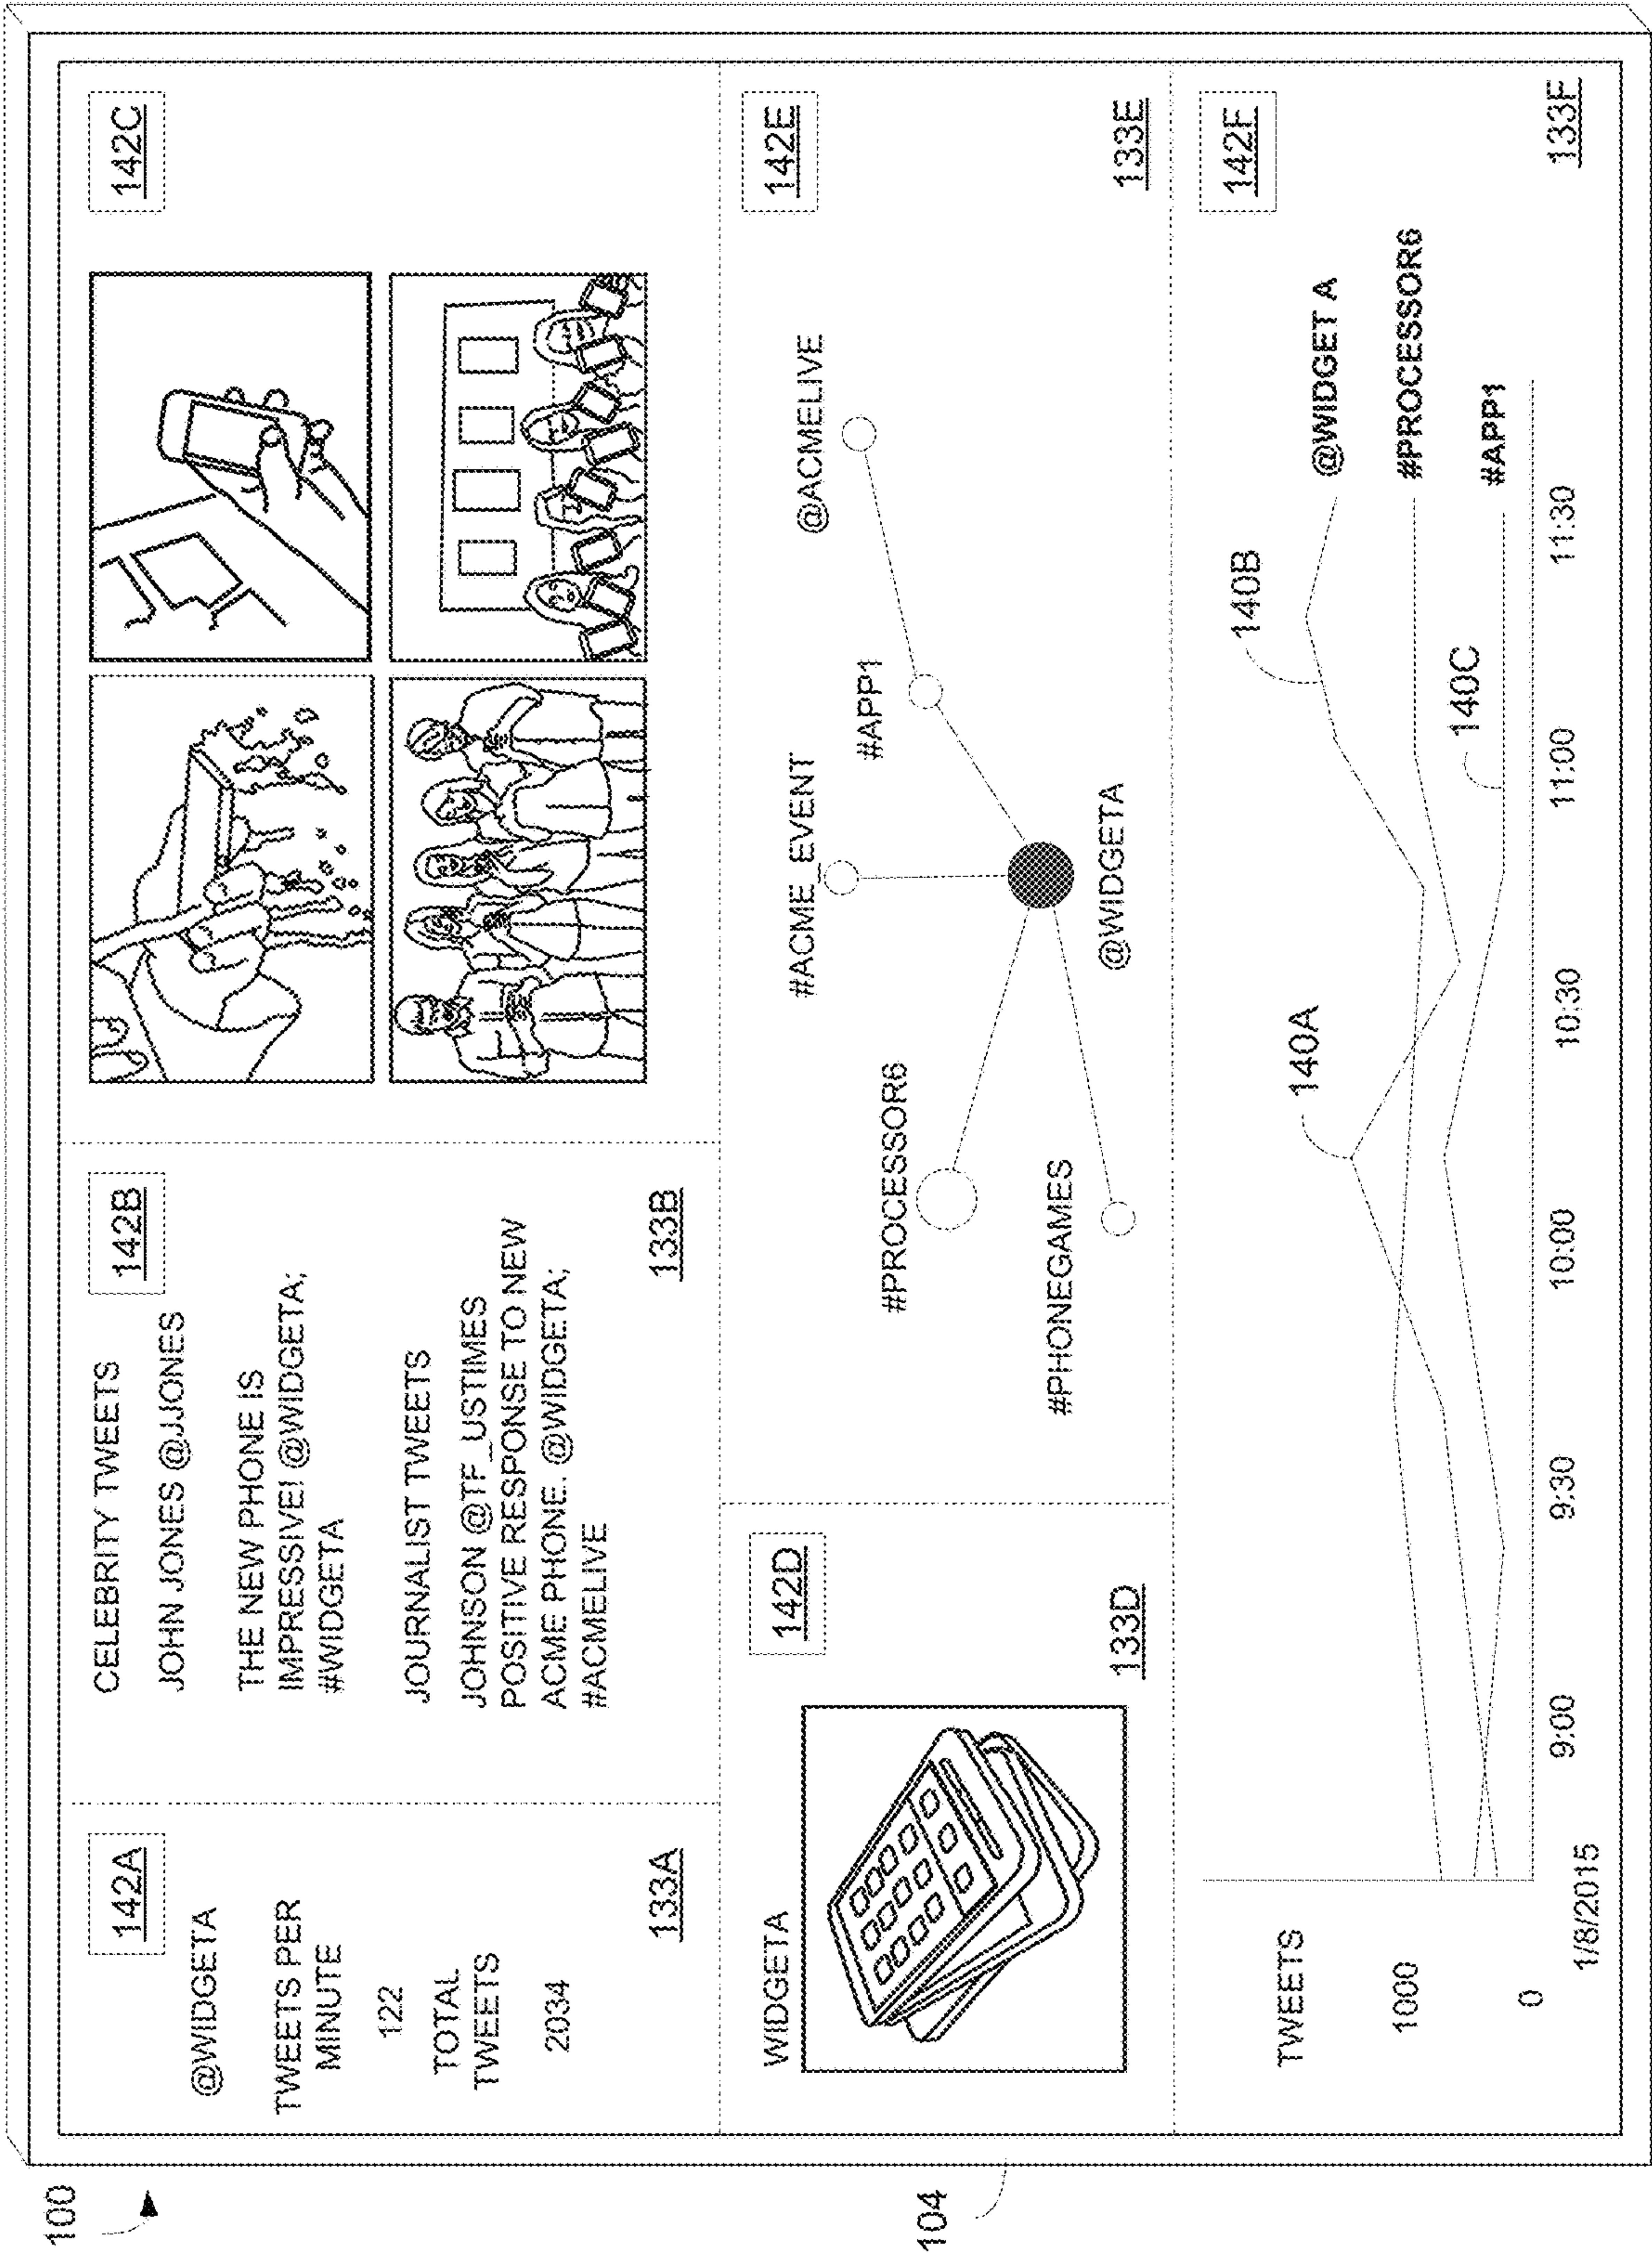 100
104
142A
@WIDGETA
TWEETS PER
MINUTE
122
TOTAL
TWEETS
2034
133A
142B
CELEBRITY TWEETS
JOHN JONES @JJONES
THE NEW PHONE IS
IMPRESSIVE! @WIDGETA;
#WIDGETA
JOURNALIST TWEETS
JOHNSON @TF_USTIMES
POSITIVE RESPONSE TO NEW
ACME PHONE. @WIDGETA;
#ACMELIVE
133B
142C
WIDGETA
142D
133D
142E
#ACME_EVENT
@ACMELIVE
#APP1
#PROCESSOR6
@WIDGETA
#PHONEGAMES
133E
142F
TWEETS
1000
0
140A
140B
140C
@WIDGET A
#PROCESSOR6
#APP1
1/8/2015
9:00
9:30
10:00
10:30
11:00
11:30
133F